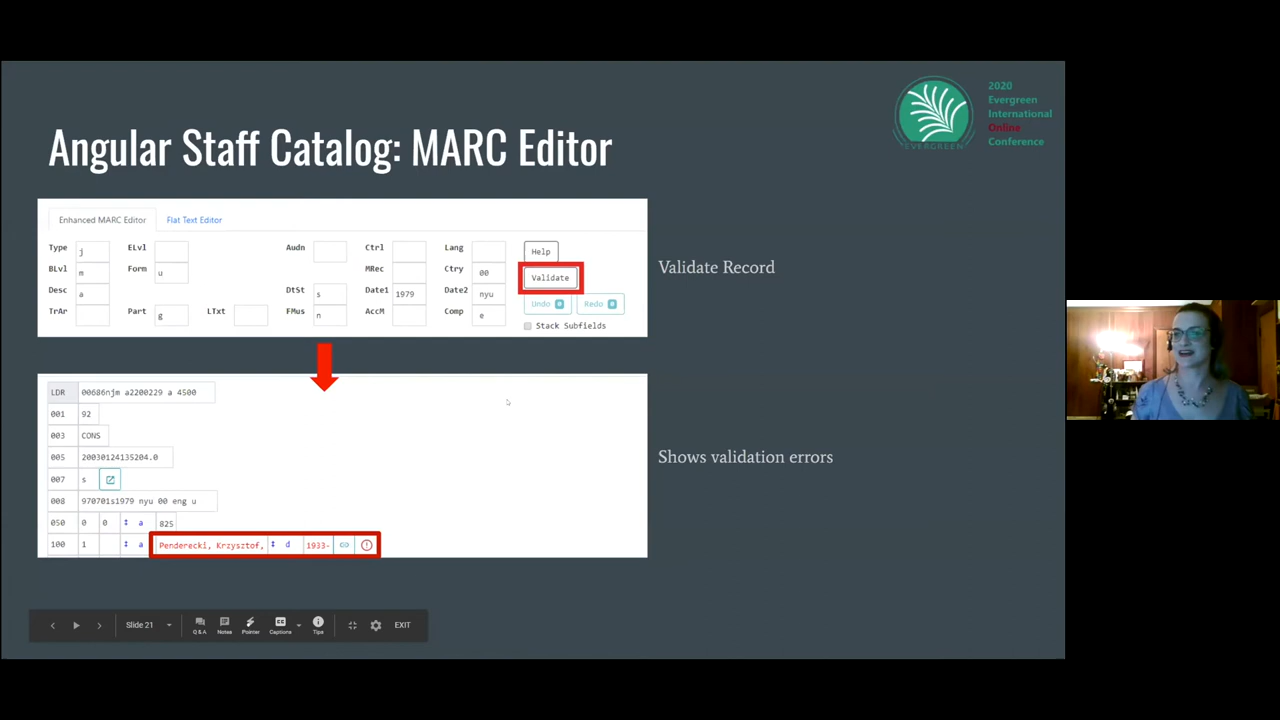 2020
Evergreen
International
Online
Conference
EVERGREEN
Angular Staff Catalog: MARC Editor
Enhanced MARC Editor Flat Text Editor
Type j ELvl Audn Ctrl Lang Help
BLvl m Form u MRec Ctry 00 Validate
Desc a DtSt s Date1 1979 Date2 nyu Undo Redo
TrAr Part g LTxt FMus n AccM Comp e Stack Subfields
Validate Record
LDR 00686njm a2200229 a 4500
001 92
003 CONS
005 20030124135204.0
007 s
008 970701s1979 nyu 00 eng u
050 0 0 a 825
100 1 a Penderecki, Krzysztof, d 1933-
Shows validation errors
Slide 21 Q & A Notes Pointer Captions Tips EXIT